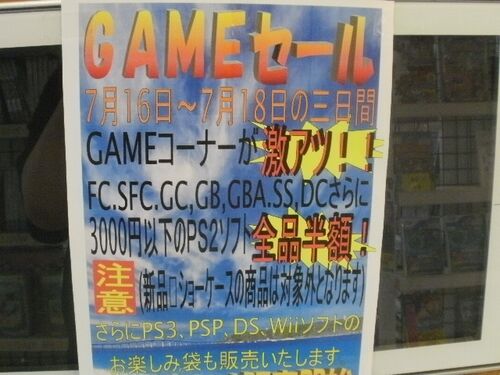 GAMEセール
7月16日～7月18日の三日間
GAMEコーナーが激アツ!!
FC.SFC.GC,GB,GBA.SS,DCさらに
3000円以下のPS2ソフト全品半額!
注意
(新品□ショーケースの商品は対象外となります)
さらにPS3, PSP, DS、Wiiソフトの
お楽しみ袋も販売いたします